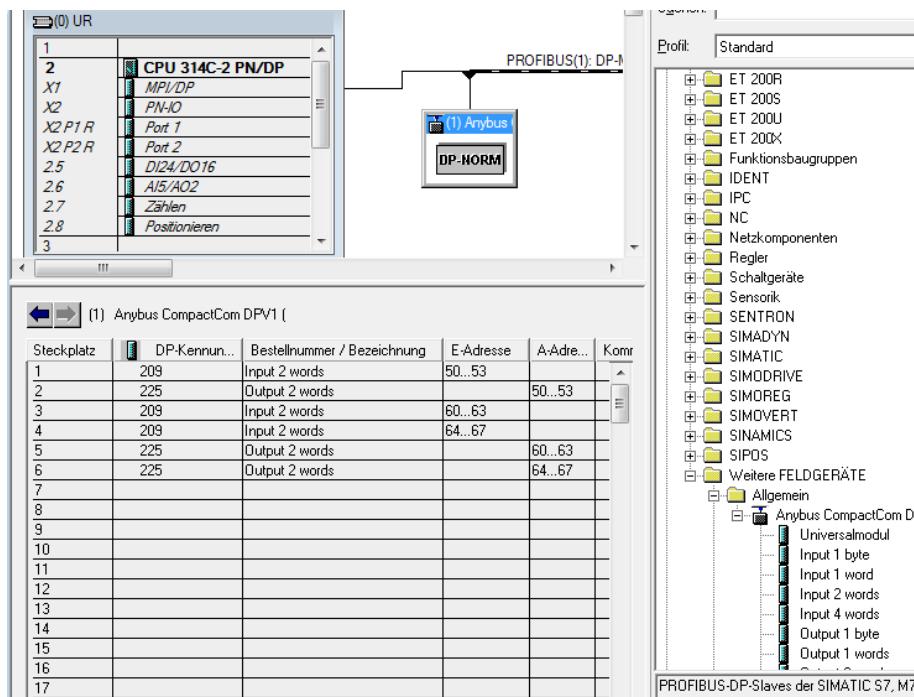 (0) UR
1
2 CPU 314C-2 PN/DP
X1 MPI/DP
X2 PN-IO
X2 P1 R Port 1
X2 P2 R Port 2
2.5 DI24/DO16
2.6 AI5/AO2
2.7 Zählen
2.8 Positionieren
3
PROFIBUS(1): DP-M
(1) Anybus
DP-NORM
(1) Anybus CompactCom DPV1 (
Steckplatz DP-Kennun... Bestellnummer / Bezeichnung E-Adresse A-Adre... Komm
1 209 Input 2 words 50...53
2 225 Output 2 words 50...53
3 209 Input 2 words 60...63
4 209 Input 2 words 64...67
5 225 Output 2 words 60...63
6 225 Output 2 words 64...67
7
8
9
10
11
12
13
14
15
16
17
Profil: Standard
ET 200R
ET 200S
ET 200U
ET 200X
Funktionsbaugruppen
IDENT
IPC
NC
Netzkomponenten
Regler
Schaltgeräte
Sensorik
SENTRON
SIMADYN
SIMATIC
SIMODRIVE
SIMOREG
SIMOVERT
SINAMICS
SIPOS
Weitere FELDGERÄTE
Allgemein
Anybus CompactCom D
Universalmodul
Input 1 byte
Input 1 word
Input 2 words
Input 4 words
Output 1 byte
Output 1 words
PROFIBUS-DP-Slaves der SIMATIC S7, M7